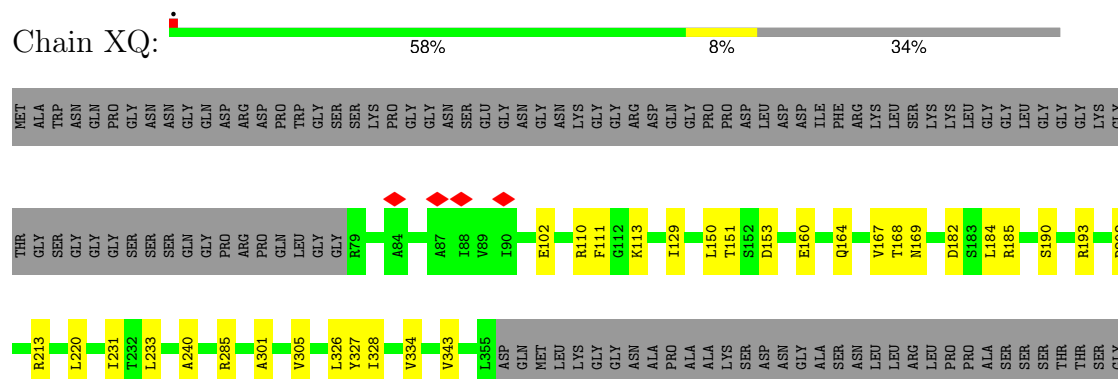 Chain XQ:
58% 8% 34%
MET ALA TRP ASN GLN PRO GLY ASN ASN GLY GLN ASP ARG ASP PRO TRP GLY SER SER LYS PRO GLY GLY ASN SER GLU GLY ASN GLY ASN LYS GLY GLY ARG ASP GLN GLY PRO PRO ASP LEU ASP ASP ILE PHE ARG LYS LEU SER LYS LYS LEU GLY GLY LEU GLY GLY GLY LYS
THR GLY SER GLY GLY GLY SER SER SER GLN GLY PRO ARG PRO GLN LEU GLY GLY R79 A84 A87 I88 V89 I90 E102 R110 F111 G112 K113 I129 L150 T151 S152 D153 E160 Q164 V167 T168 N169 D182 S183 L184 R185 S190 R193
R213 L220 I231 T232 L233 A240 R285 A301 V305 L326 Y327 I328 V334 V343 L355 ASP GLN MET LEU LYS GLY GLY ASN ALA PRO ALA ALA LYS SER ASP ASN GLY ALA SER ASN LEU LEU ARG LEU PRO PRO ALA SER SER SER THR THR SER